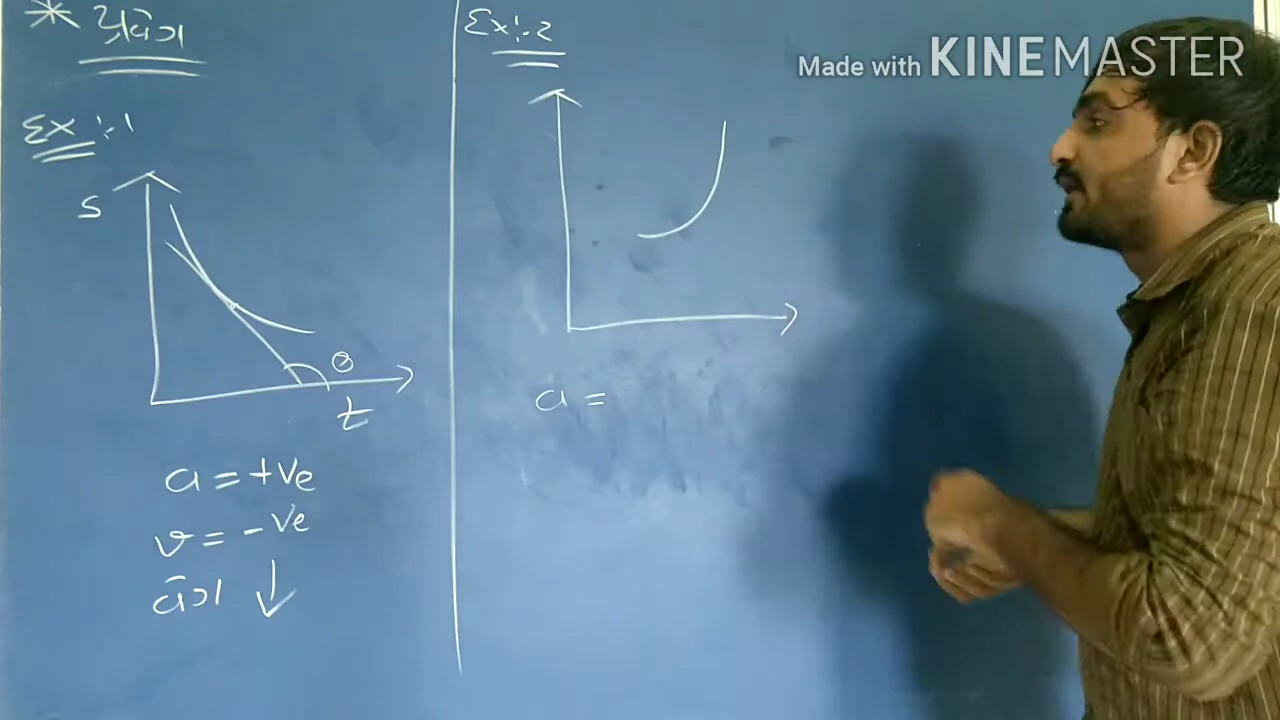 * પ્રવેગ
Ex :- 1
S
θ
t
a = +ve
v = -ve
વેગ ↓
Ex :- 2
a =
Made with KINEMASTER